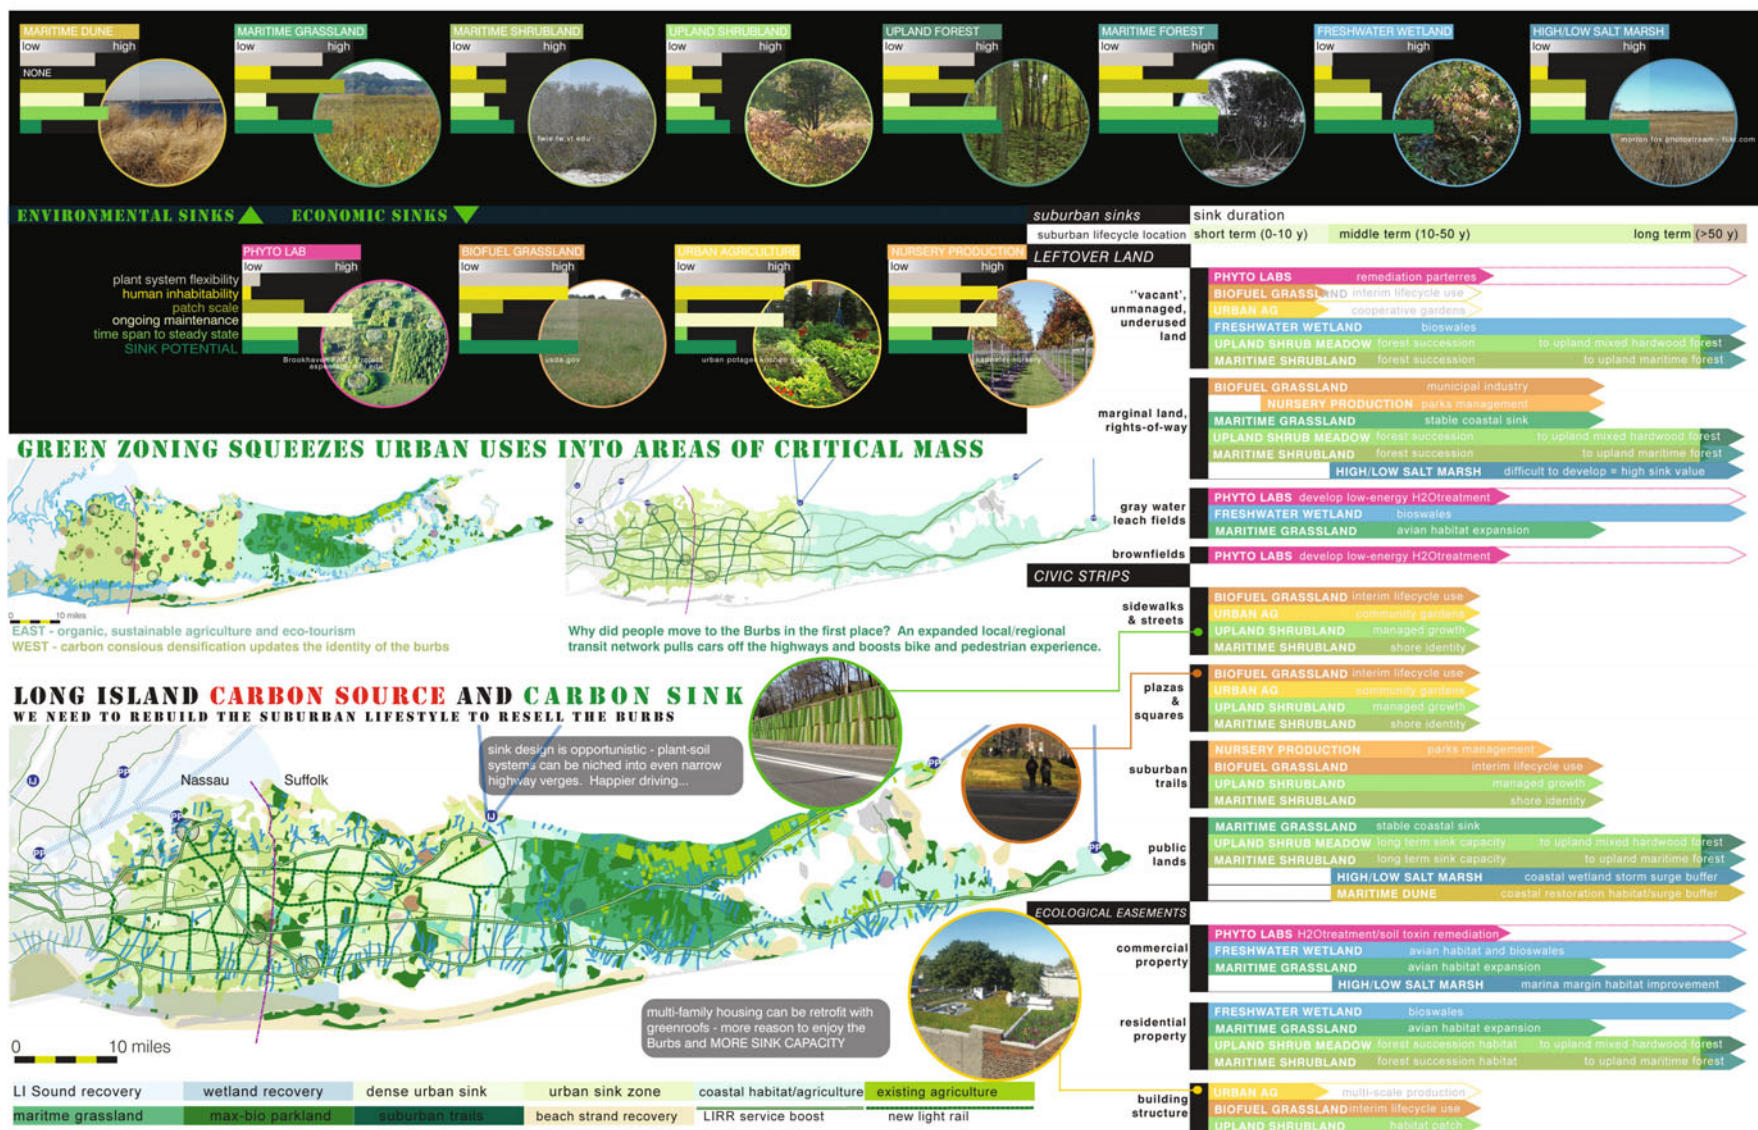 MARITIME DUNE
low high
NONE
MARITIME GRASSLAND
low high
MARITIME SHRUBLAND
low high
fwie.fw.vt.edu
UPLAND SHRUBLAND
low high
UPLAND FOREST
low high
MARITIME FOREST
low high
FRESHWATER WETLAND
low high
HIGH/LOW SALT MARSH
low high
morton fox photostream - flikr.com
ENVIRONMENTAL SINKS ECONOMIC SINKS
PHYTO LAB
low high
BIOFUEL GRASSLAND
low high
URBAN AGRICULTURE
low high
NURSERY PRODUCTION
low high
plant system flexibility
human inhabitability
patch scale
ongoing maintenance
time span to steady state
SINK POTENTIAL
usda.gov
suburban sinks sink duration
suburban lifecycle location short term (0-10 y) middle term (10-50 y) long term (>50 y)
LEFTOVER LAND
"vacant',
unmanaged,
underused
land
PHYTO LABS remediation parterres
BIOFUEL GRASSLAND interim lifecycle use
URBAN AG cooperative gardens
FRESHWATER WETLAND bioswales
UPLAND SHRUB MEADOW forest succession to upland mixed hardwood forest
MARITIME SHRUBLAND forest succession to upland maritime forest
marginal land,
rights-of-way
BIOFUEL GRASSLAND municipal industry
NURSERY PRODUCTION parks management
MARITIME GRASSLAND stable coastal sink
UPLAND SHRUB MEADOW forest succession to upland mixed hardwood forest
MARITIME SHRUBLAND forest succession to upland maritime forest
HIGH/LOW SALT MARSH difficult to develop = high sink value
gray water
leach fields
PHYTO LABS develop low-energy H2Otreatment
FRESHWATER WETLAND bioswales
MARITIME GRASSLAND avian habitat expansion
brownfields
PHYTO LABS develop low-energy H2Otreatment
CIVIC STRIPS
sidewalks
& streets
BIOFUEL GRASSLAND interim lifecycle use
URBAN AG community gardens
UPLAND SHRUBLAND managed growth
MARITIME SHRUBLAND shore identity
plazas
&
squares
BIOFUEL GRASSLAND interim lifecycle use
URBAN AG community gardens
UPLAND SHRUBLAND managed growth
MARITIME SHRUBLAND shore identity
suburban
trails
NURSERY PRODUCTION parks management
BIOFUEL GRASSLAND interim lifecycle use
UPLAND SHRUBLAND managed growth
MARITIME SHRUBLAND shore identity
public
lands
MARITIME GRASSLAND stable coastal sink
UPLAND SHRUB MEADOW long term sink capacity to upland mixed hardwood forest
MARITIME SHRUBLAND long term sink capacity to upland maritime forest
HIGH/LOW SALT MARSH coastal wetland storm surge buffer
MARITIME DUNE coastal restoration habitat/surge buffer
ECOLOGICAL EASEMENTS
commercial
property
PHYTO LABS H2Otreatment/soil toxin remediation
FRESHWATER WETLAND avian habitat and bioswales
MARITIME GRASSLAND avian habitat expansion
HIGH/LOW SALT MARSH marina margin habitat improvement
residential
property
FRESHWATER WETLAND bioswales
MARITIME GRASSLAND avian habitat expansion
UPLAND SHRUB MEADOW forest succession habitat to upland mixed hardwood forest
MARITIME SHRUBLAND forest succession habitat to upland maritime forest
building
structure
URBAN AG multi-scale production
BIOFUEL GRASSLAND interim lifecycle use
UPLAND SHRUBLAND habitat patch
GREEN ZONING SQUEEZES URBAN USES INTO AREAS OF CRITICAL MASS
0 10 miles
EAST - organic, sustainable agriculture and eco-tourism
WEST - carbon consious densification updates the identity of the burbs
Why did people move to the Burbs in the first place? An expanded local/regional
transit network pulls cars off the highways and boosts bike and pedestrian experience.
LONG ISLAND CARBON SOURCE AND CARBON SINK
WE NEED TO REBUILD THE SUBURBAN LIFESTYLE TO RESELL THE BURBS
sink design is opportunistic - plant-soil
systems can be niched into even narrow
highway verges. Happier driving...
Nassau Suffolk
LJ
PP
PP
PP
LJ
PP
PP
multi-family housing can be retrofit with
greenroofs - more reason to enjoy the
Burbs and MORE SINK CAPACITY
0 10 miles
LI Sound recovery wetland recovery dense urban sink urban sink zone coastal habitat/agriculture existing agriculture
maritme grassland max-bio parkland suburban trails beach strand recovery LIRR service boost new light rail